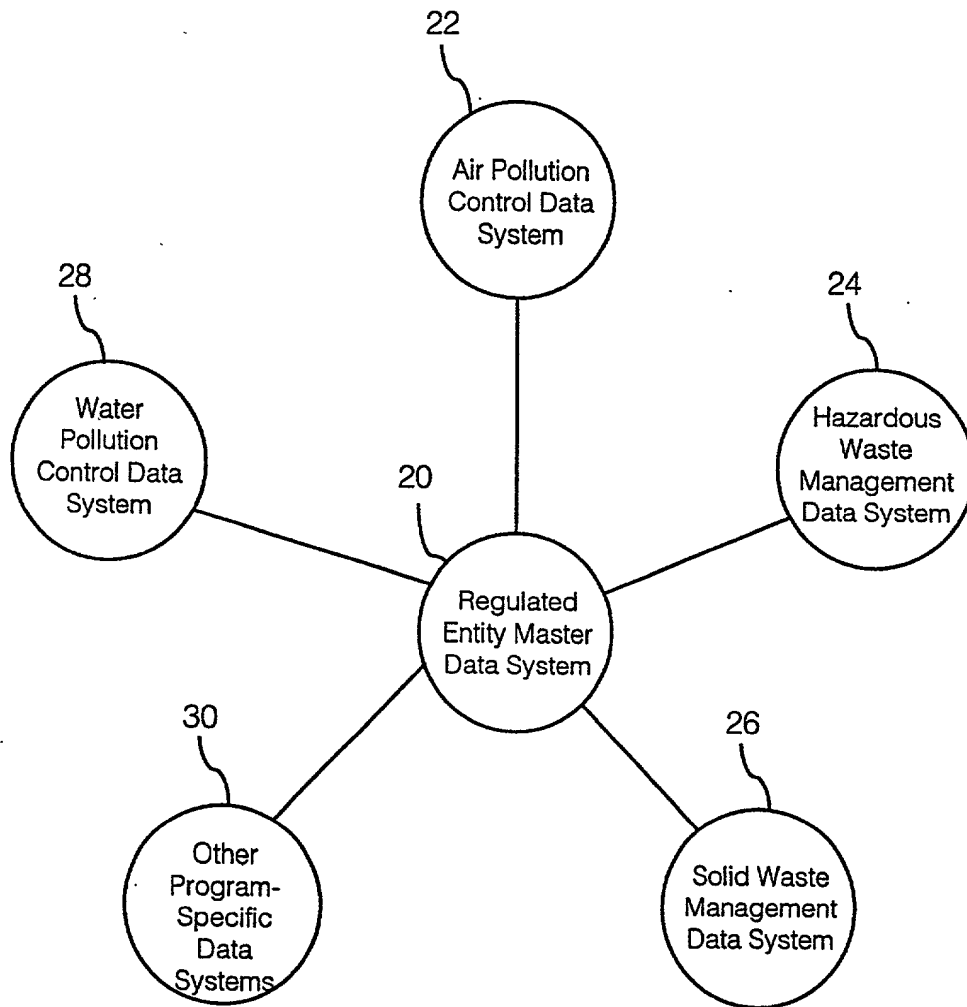 22
Air Pollution
Control Data
System
28
Water
Pollution
Control Data
System
24
Hazardous
Waste
Management
Data System
20
Regulated
Entity Master
Data System
30
Other
Program-
Specific
Data
Systems
26
Solid Waste
Management
Data System